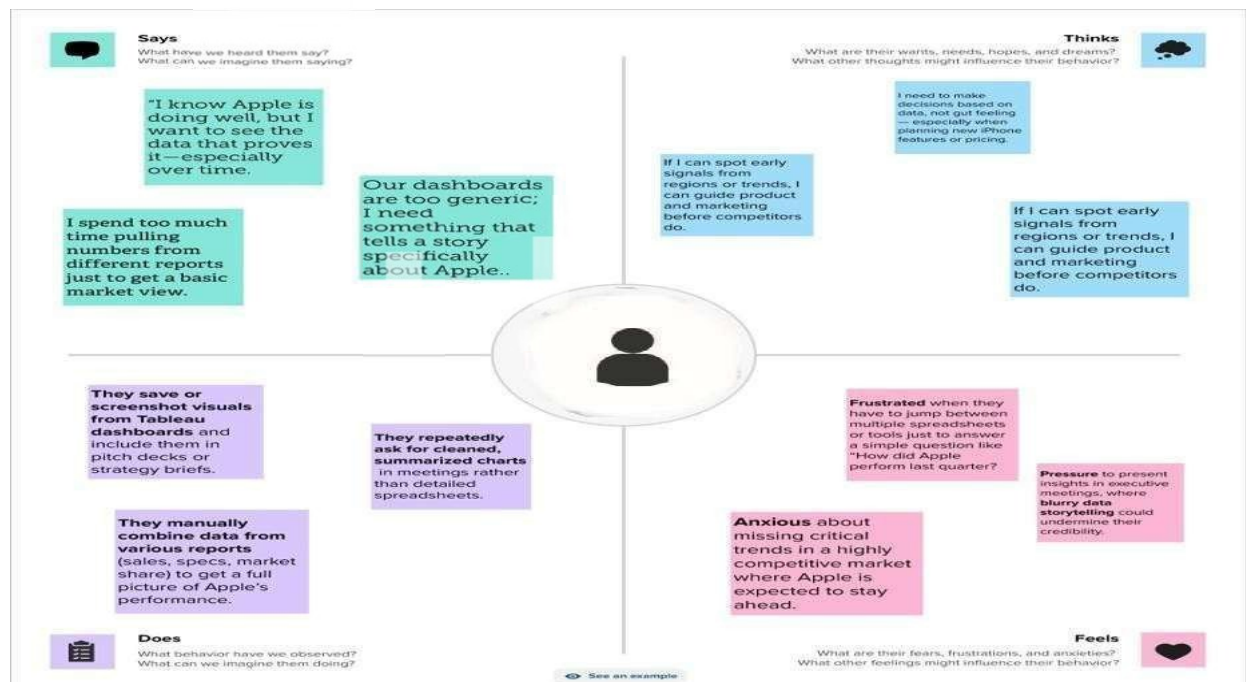 Says
What have we heard them say?
What can we imagine them saying?
"I know Apple is
doing well, but I
want to see the
data that proves
it—especially
over time.
Our dashboards
are too generic;
I need
something that
tells a story
specifically
about Apple..
I spend too much
time pulling
numbers from
different reports
just to get a basic
market view.
Thinks
What are their wants, needs, hopes, and dreams?
What other thoughts might influence their behavior?
I need to make
decisions based on
data, not gut feeling
— especially when
planning new iPhone
features or pricing.
If I can spot early
signals from
regions or trends, I
can guide product
and marketing
before competitors
do.
If I can spot early
signals from
regions or trends, I
can guide product
and marketing
before competitors
do.
They save or
screenshot visuals
from Tableau
dashboards and
include them in
pitch decks or
strategy briefs.
They repeatedly
ask for cleaned,
summarized charts
in meetings rather
than detailed
spreadsheets.
They manually
combine data from
various reports
(sales, specs, market
share) to get a full
picture of Apple's
performance.
Does
What behavior have we observed?
What can we imagine them doing?
Frustrated when they
have to jump between
multiple spreadsheets
or tools just to answer
a simple question like
"How did Apple
perform last quarter?
Pressure to present
insights in executive
meetings, where
blurry data
storytelling could
undermine their
credibility.
Anxious about
missing critical
trends in a highly
competitive market
where Apple is
expected to stay
ahead.
Feels
What are their fears, frustrations, and anxieties?
What other feelings might influence their behavior?
See an example